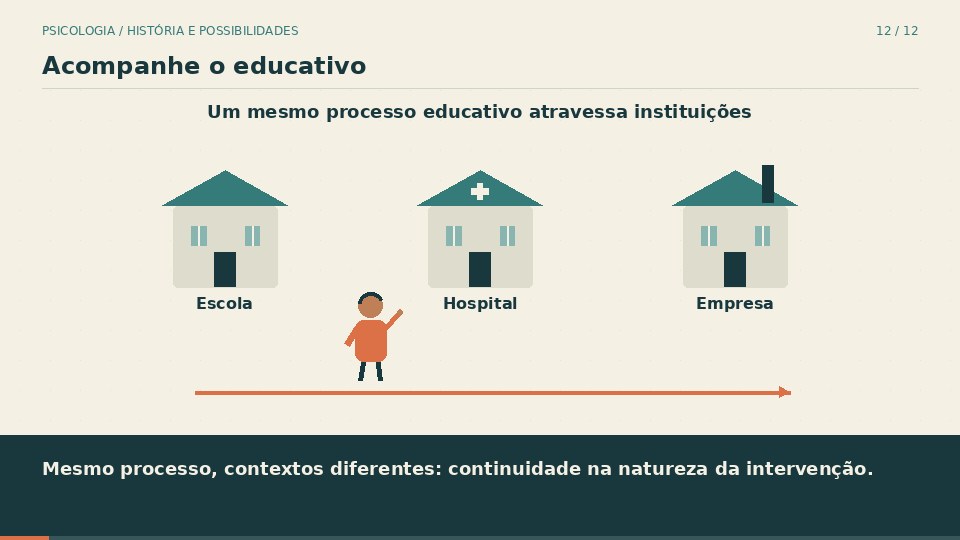 PSICOLOGIA / HISTÓRIA E POSSIBILIDADES
12 / 12
Acompanhe o educativo
Um mesmo processo educativo atravessa instituições
Escola
Hospital
Empresa
Mesmo processo, contextos diferentes: continuidade na natureza da intervenção.